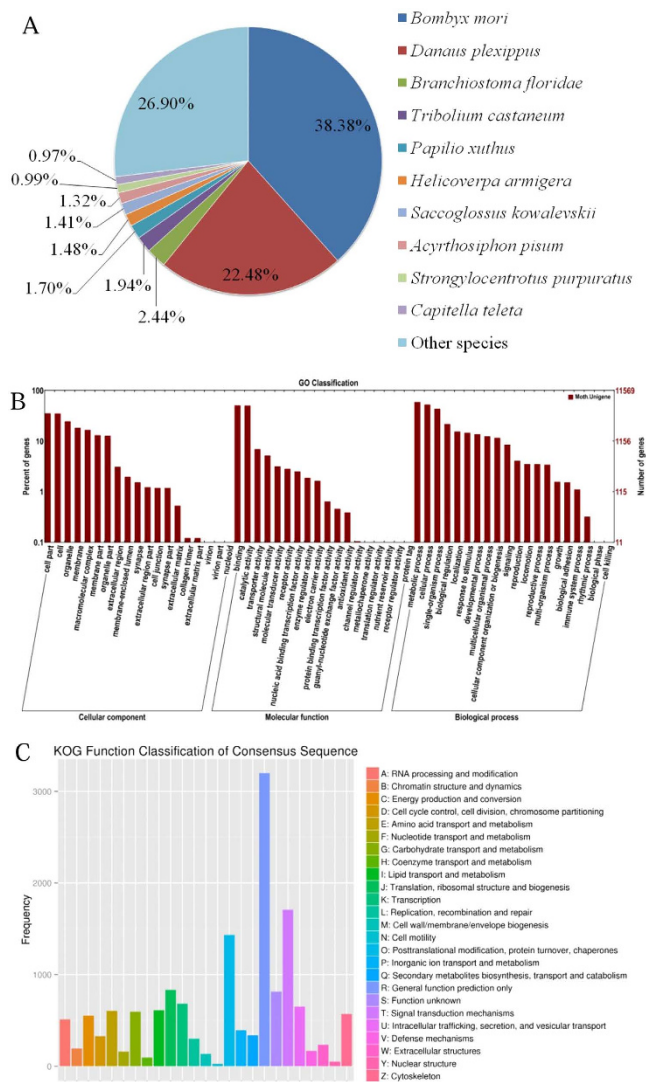 A
Bombyx mori
Danaus plexippus
Branchiostoma floridae
Tribolium castaneum
Papilio xuthus
Helicoverpa armigera
Saccoglossus kowalevskii
Acyrthosiphon pisum
Strongylocentrotus purpuratus
Capitella teleta
Other species
26.90%
38.38%
0.97%
0.99%
1.32%
1.41%
1.48%
1.70%
1.94%
2.44%
22.48%
B
GO Classification
Moth.Unigene
Percent of genes
100
10
1
0.1
Number of genes
11569
1156
115
11
cell part
cell
organelle
membrane
macromolecular complex
membrane part
organelle part
extracellular region
membrane-enclosed lumen
synapse
extracellular region part
cell junction
synapse part
extracellular matrix
collagen trimer
extracellular matrix part
virion
virion part
nucleoid
binding
catalytic activity
transporter activity
structural molecule activity
molecular transducer activity
receptor activity
nucleic acid binding transcription factor activity
enzyme regulator activity
electron carrier activity
protein binding transcription factor activity
guanyl-nucleotide exchange factor activity
antioxidant activity
channel regulator activity
metallochaperone activity
translation regulator activity
nutrient reservoir activity
receptor regulator activity
protein tag
metabolic process
cellular process
single-organism process
biological regulation
localization
response to stimulus
developmental process
multicellular organismal process
cellular component organization or biogenesis
signaling
reproduction
locomotion
reproductive process
multi-organism process
growth
biological adhesion
immune system process
rhythmic process
biological phase
cell killing
Cellular component
Molecular function
Biological process
C
KOG Function Classification of Consensus Sequence
Frequency
3000
2000
1000
0
A: RNA processing and modification
B: Chromatin structure and dynamics
C: Energy production and conversion
D: Cell cycle control, cell division, chromosome partitioning
E: Amino acid transport and metabolism
F: Nucleotide transport and metabolism
G: Carbohydrate transport and metabolism
H: Coenzyme transport and metabolism
I: Lipid transport and metabolism
J: Translation, ribosomal structure and biogenesis
K: Transcription
L: Replication, recombination and repair
M: Cell wall/membrane/envelope biogenesis
N: Cell motility
O: Posttranslational modification, protein turnover, chaperones
P: Inorganic ion transport and metabolism
Q: Secondary metabolites biosynthesis, transport and catabolism
R: General function prediction only
S: Function unknown
T: Signal transduction mechanisms
U: Intracellular trafficking, secretion, and vesicular transport
V: Defense mechanisms
W: Extracellular structures
Y: Nuclear structure
Z: Cytoskeleton